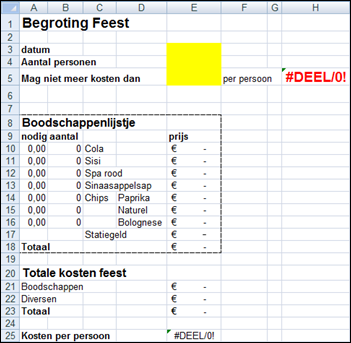 A B C D E F G H
1 Begroting Feest
2
3 datum
4 Aantal personen
5 Mag niet meer kosten dan per persoon #DEEL/0!
6
7
8 Boodschappenlijstje
9 nodig aantal prijs
10 0,00 0 Cola € -
11 0,00 0 Sisi € -
12 0,00 0 Spa rood € -
13 0,00 0 Sinaasappelsap € -
14 0,00 0 Chips Paprika € -
15 0,00 0 Naturel € -
16 0,00 0 Bolognese € -
17 Statiegeld € -
18 Totaal € -
19
20 Totale kosten feest
21 Boodschappen € -
22 Diversen € -
23 Totaal € -
24
25 Kosten per persoon #DEEL/0!